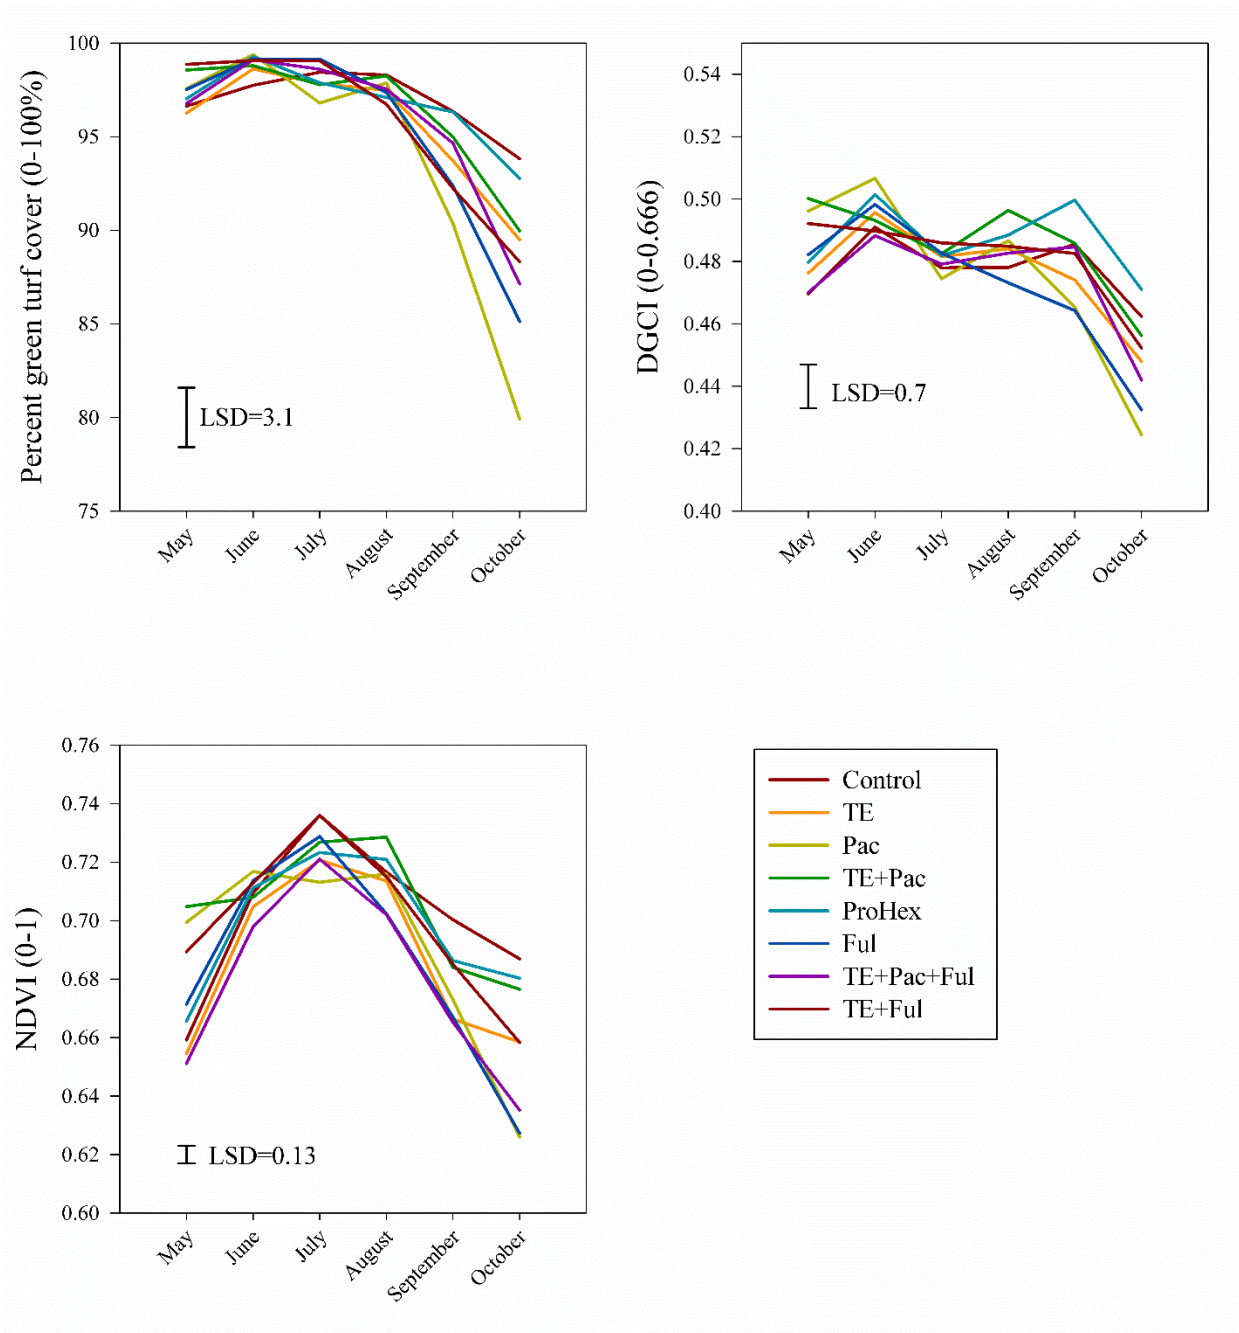 Percent green turf cover (0-100%)
100
95
90
85
80
75
LSD=3.1
May
June
July
August
September
October
DGCI (0-0.666)
0.54
0.52
0.50
0.48
0.46
0.44
0.42
0.40
LSD=0.7
May
June
July
August
September
October
NDVI (0-1)
0.76
0.74
0.72
0.70
0.68
0.66
0.64
0.62
0.60
LSD=0.13
May
June
July
August
September
October
Control
TE
Pac
TE+Pac
ProHex
Ful
TE+Pac+Ful
TE+Ful